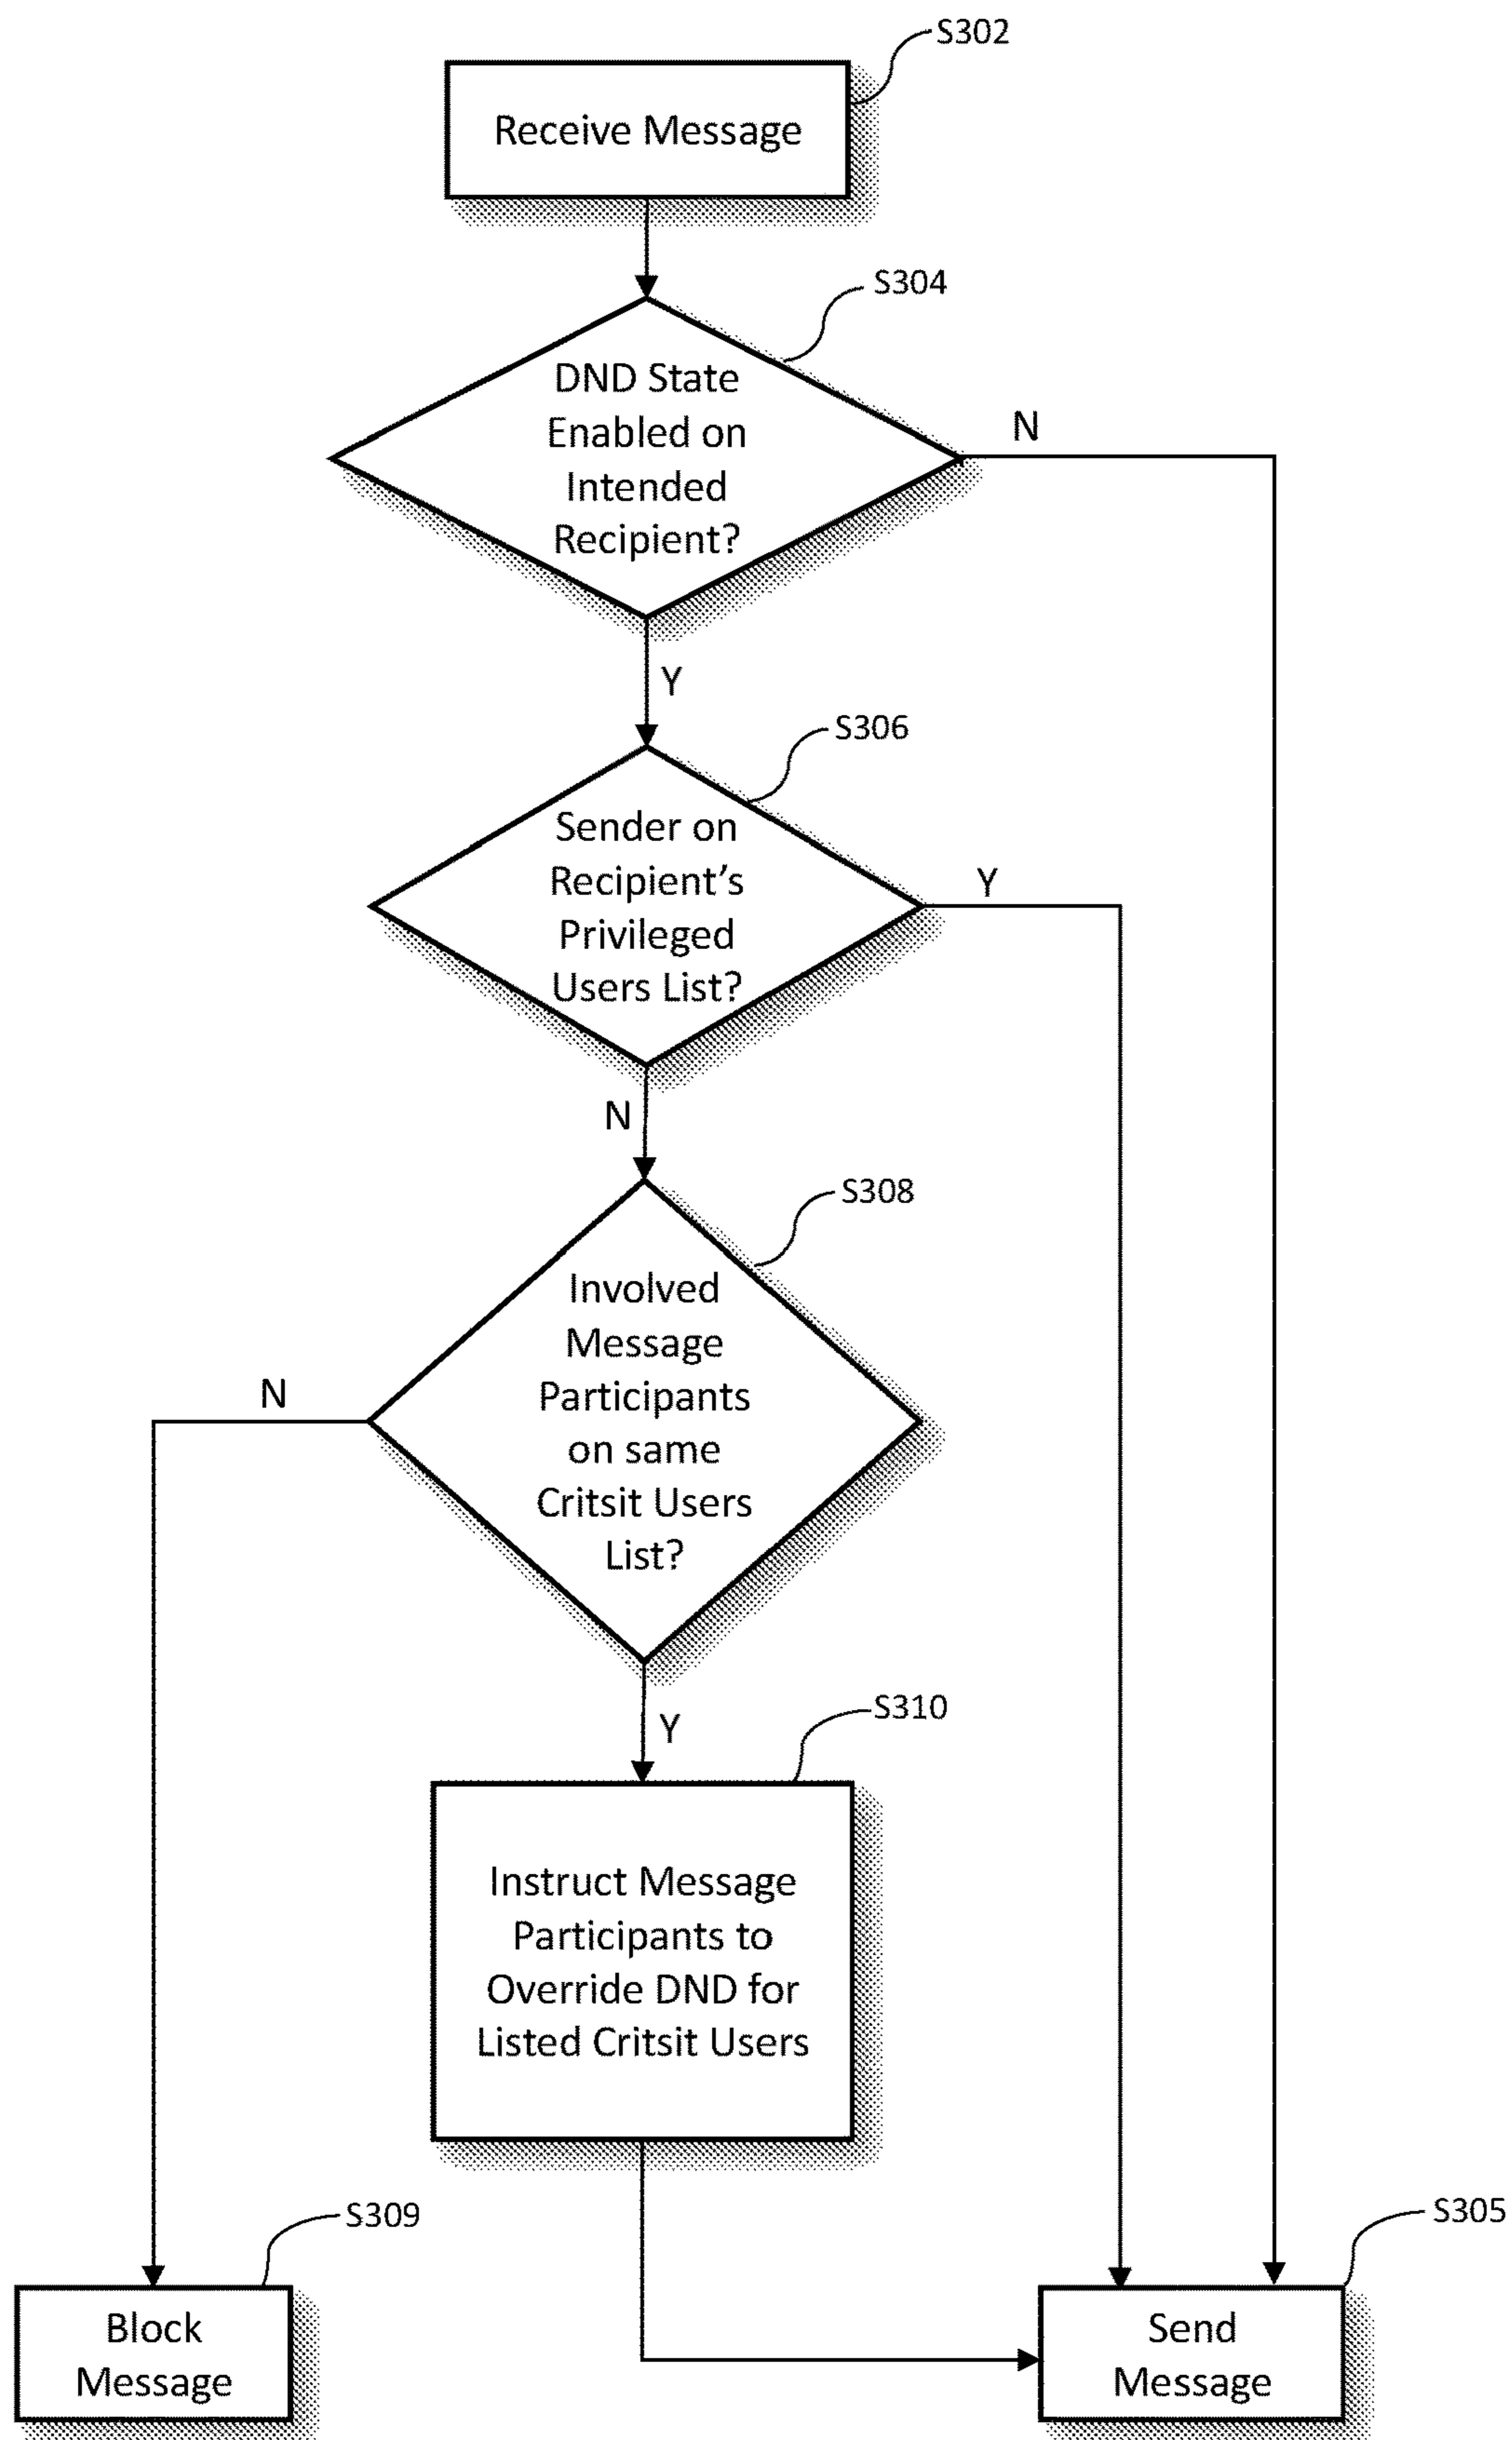 S302
Receive Message
S304
DND State
Enabled on
Intended
Recipient?
N
Y
S306
Sender on
Recipient's
Privileged
Users List?
Y
N
S308
Involved
Message
Participants
on same
Critsit Users
List?
N
Y
S310
Instruct Message
Participants to
Override DND for
Listed Critsit Users
S309
Block
Message
S305
Send
Message